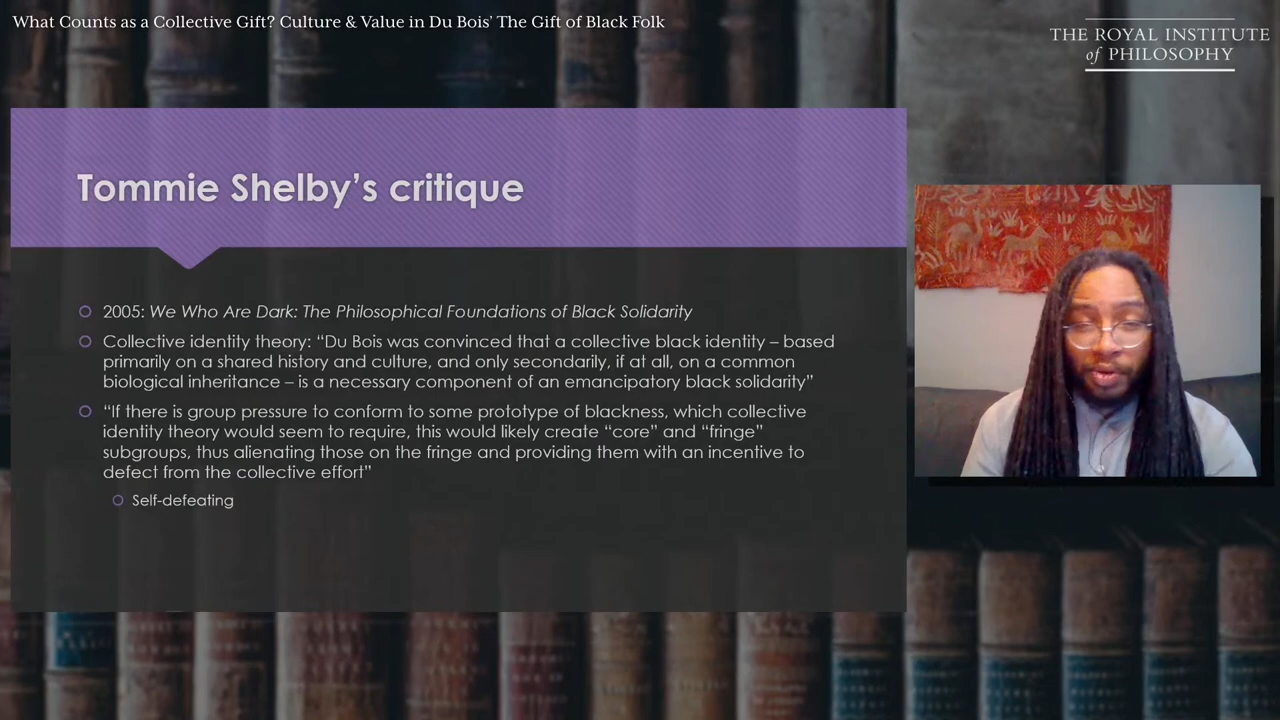 What Counts as a Collective Gift? Culture & Value in Du Bois’ The Gift of Black Folk
THE ROYAL INSTITUTE
of PHILOSOPHY
Tommie Shelby’s critique
2005: We Who Are Dark: The Philosophical Foundations of Black Solidarity
Collective identity theory: “Du Bois was convinced that a collective black identity – based
primarily on a shared history and culture, and only secondarily, if at all, on a common
biological inheritance – is a necessary component of an emancipatory black solidarity”
“If there is group pressure to conform to some prototype of blackness, which collective
identity theory would seem to require, this would likely create “core” and “fringe”
subgroups, thus alienating those on the fringe and providing them with an incentive to
defect from the collective effort”
Self-defeating